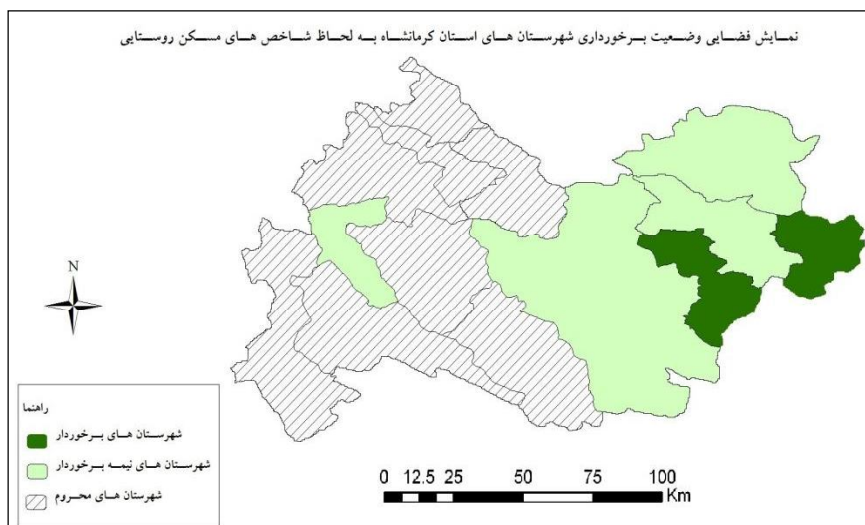 نمایش فضایی وضعیت برخورداری شهرستان های استان کرمانشاه به لحاظ شاخص های مسکن روستایی
N
راهنما
شهرستان های برخوردار
شهرستان های نیمه برخوردار
شهرستان های محروم
0 12.5 25 50 75 100
Km